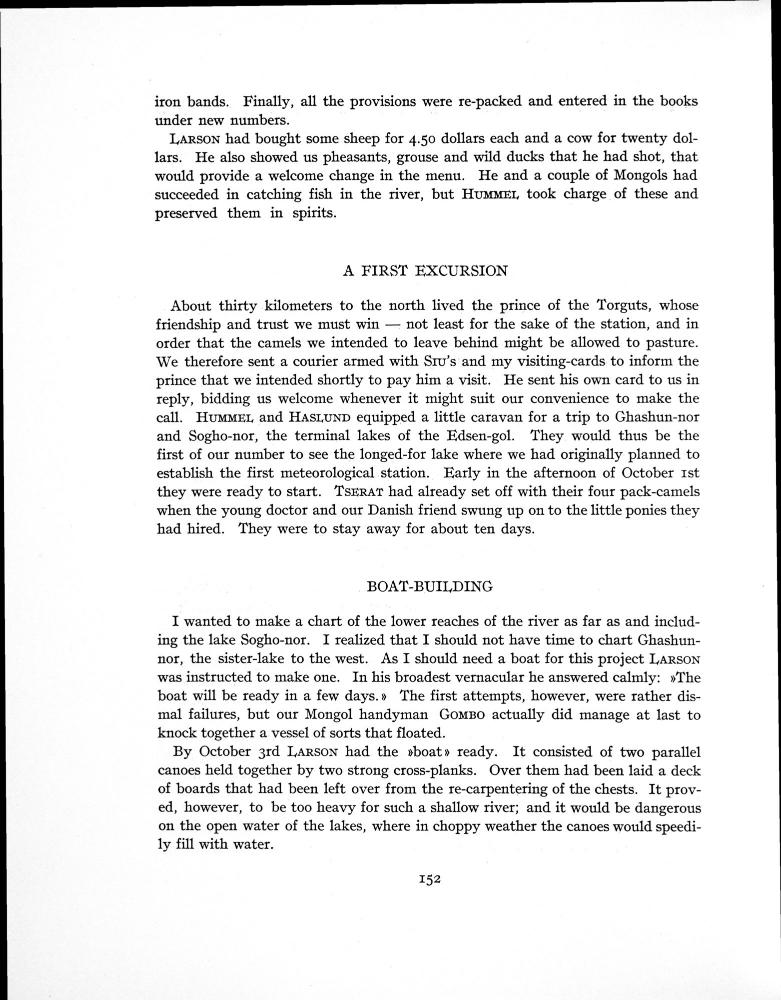 iron bands. Finally, all the provisions were re-packed and entered in the books
under new numbers.
LARSON had bought some sheep for 4.50 dollars each and a cow for twenty dol-
lars. He also showed us pheasants, grouse and wild ducks that he had shot, that
would provide a welcome change in the menu. He and a couple of Mongols had
succeeded in catching fish in the river, but HUMMEL took charge of these and
preserved them in spirits.
A FIRST EXCURSION
About thirty kilometers to the north lived the prince of the Torguts, whose
friendship and trust we must win — not least for the sake of the station, and in
order that the camels we intended to leave behind might be allowed to pasture.
We therefore sent a courier armed with SIU's and my visiting-cards to inform the
prince that we intended shortly to pay him a visit. He sent his own card to us in
reply, bidding us welcome whenever it might suit our convenience to make the
call. HUMMEL and HASLUND equipped a little caravan for a trip to Ghashun-nor
and Sogho-nor, the terminal lakes of the Edsen-gol. They would thus be the
first of our number to see the longed-for lake where we had originally planned to
establish the first meteorological station. Early in the afternoon of October 1st
they were ready to start. TSERAT had already set off with their four pack-camels
when the young doctor and our Danish friend swung up on to the little ponies they
had hired. They were to stay away for about ten days.
BOAT-BUILDING
I wanted to make a chart of the lower reaches of the river as far as and includ-
ing the lake Sogho-nor. I realized that I should not have time to chart Ghashun-
nor, the sister-lake to the west. As I should need a boat for this project LARSON
was instructed to make one. In his broadest vernacular he answered calmly: »The
boat will be ready in a few days.» The first attempts, however, were rather dis-
mal failures, but our Mongol handyman GOMBO actually did manage at last to
knock together a vessel of sorts that floated.
By October 3rd LARSON had the »boat» ready. It consisted of two parallel
canoes held together by two strong cross-planks. Over them had been laid a deck
of boards that had been left over from the re-carpentering of the chests. It prov-
ed, however, to be too heavy for such a shallow river; and it would be dangerous
on the open water of the lakes, where in choppy weather the canoes would speedi-
ly fill with water.
152